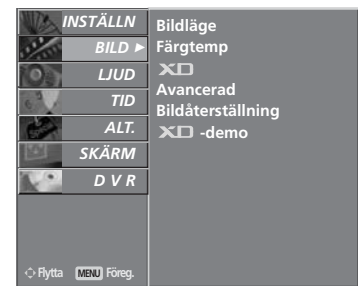 INSTÄLLN
BILD ►
LJUD
TID
ALT.
SKÄRM
D V R
Bildläge
Färgtemp
XD
Avancerad
Bildåterställning
XD -demo
Flytta MENU Föreg.